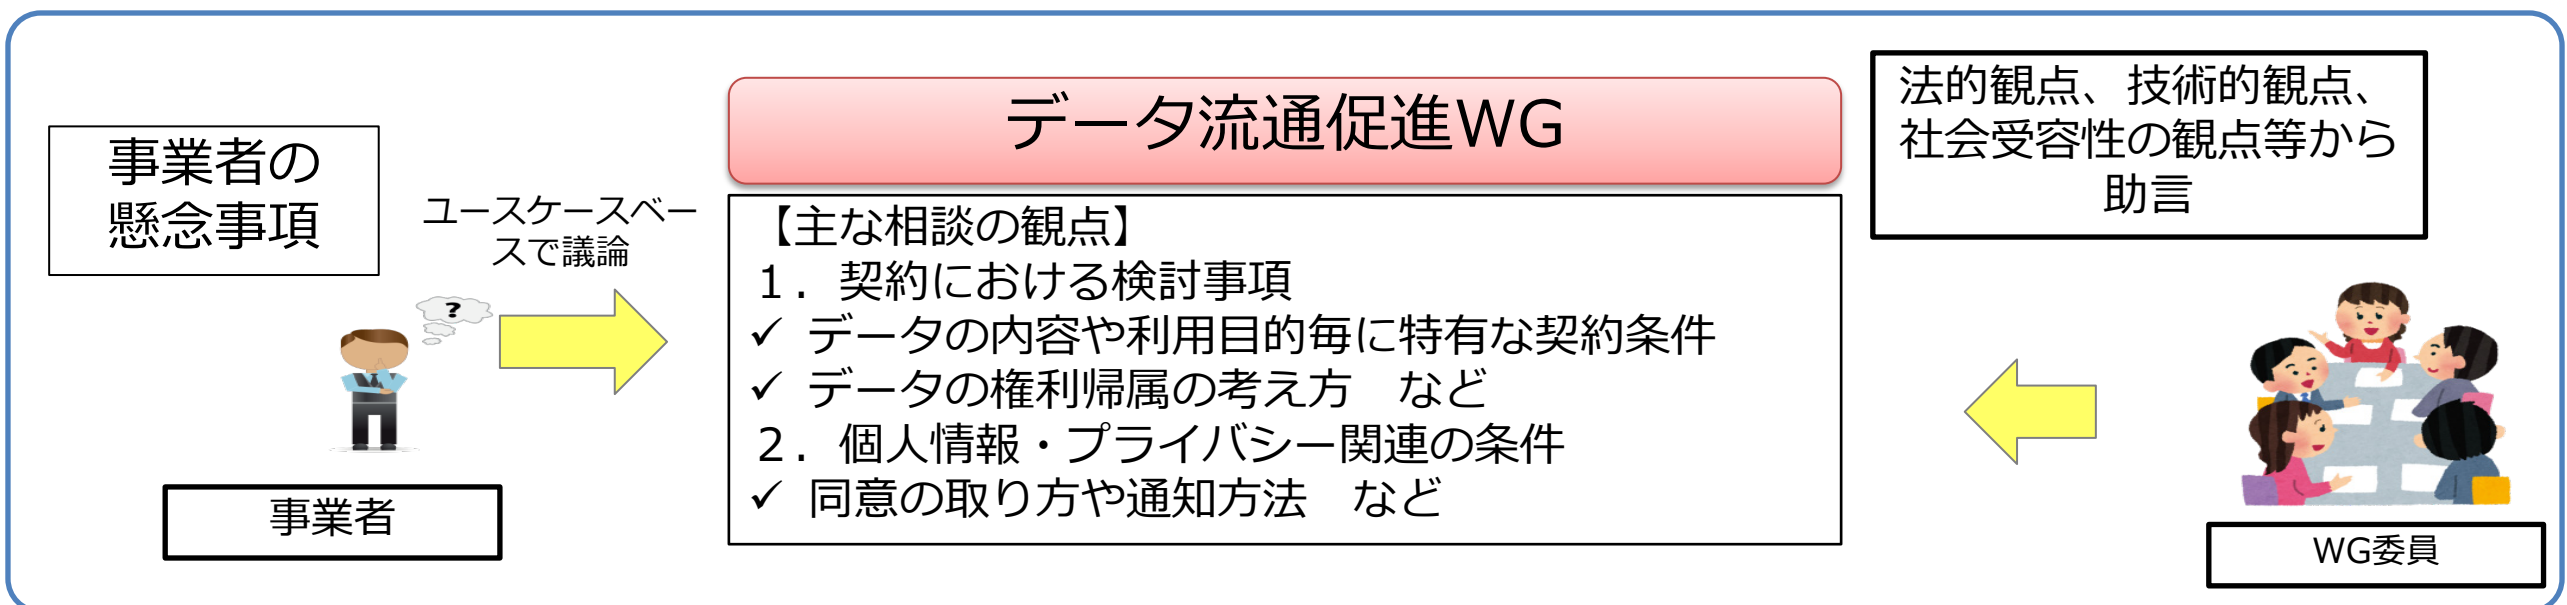 事業者の
懸念事項
ユースケースベー
スで議論
?
事業者
データ流通促進WG
【主な相談の観点】
１．契約における検討事項
✓ データの内容や利用目的毎に特有な契約条件
✓ データの権利帰属の考え方　など
２．個人情報・プライバシー関連の条件
✓ 同意の取り方や通知方法　など
法的観点、技術的観点、
社会受容性の観点等から
助言
WG委員